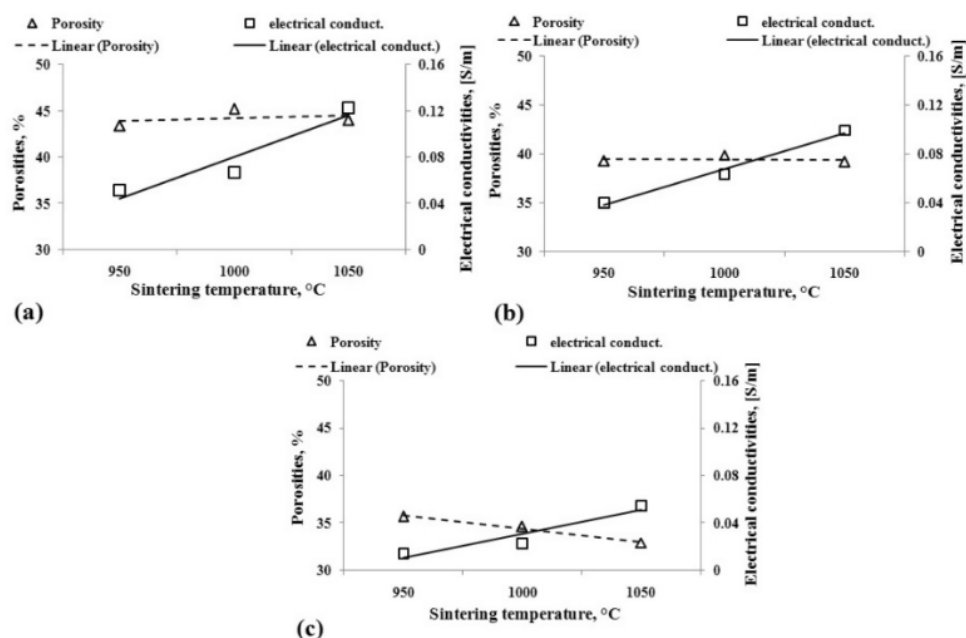 Porosity
electrical conduct.
Linear (Porosity)
Linear (electrical conduct.)
50
45
40
35
30
Porosities, %
0.16
0.12
0.08
0.04
0
Electrical conductivities, [S/m]
950
1000
1050
Sintering temperature, °C
(a)
Porosity
electrical conduct.
Linear (Porosity)
Linear (electrical conduct.)
50
45
40
35
30
Porosities, %
0.16
0.12
0.08
0.04
0
Electrical conductivities, [S/m]
950
1000
1050
Sintering temperature, °C
(b)
Porosity
electrical conduct.
Linear (Porosity)
Linear (electrical conduct.)
50
45
40
35
30
Porosities, %
0.16
0.12
0.08
0.04
0
Electrical conductivities, [S/m]
950
1000
1050
Sintering temperature, °C
(c)